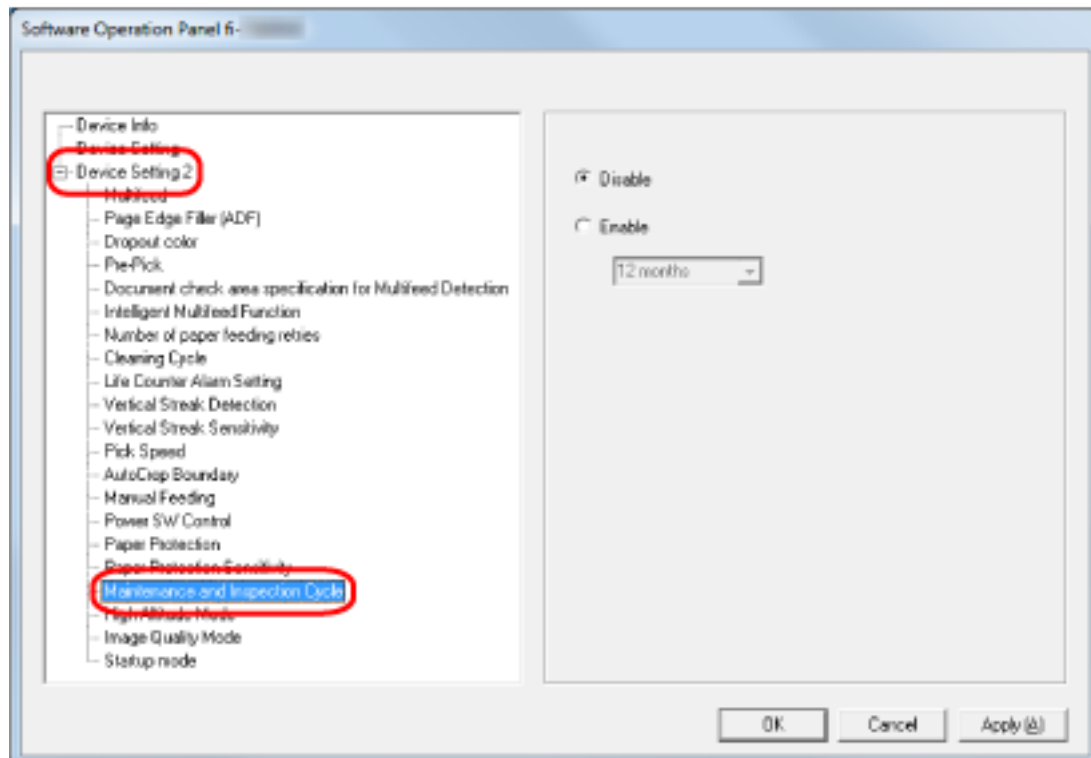 Software Operation Panel fi-
Device Info
Device Setting
Device Setting 2
Multifeed
Page Edge Filler (ADF)
Dropout color
Pre-Pick
Document check area specification for Multifeed Detection
Intelligent Multifeed Function
Number of paper feeding retries
Cleaning Cycle
Life Counter Alarm Setting
Vertical Streak Detection
Vertical Streak Sensitivity
Pick Speed
AutoCrop Boundary
Manual Feeding
Power SW Control
Paper Protection
Paper Protection Sensitivity
Maintenance and Inspection Cycle
High Altitude Mode
Image Quality Mode
Startup mode
Disable
Enable
12 months
OK
Cancel
Apply (A)